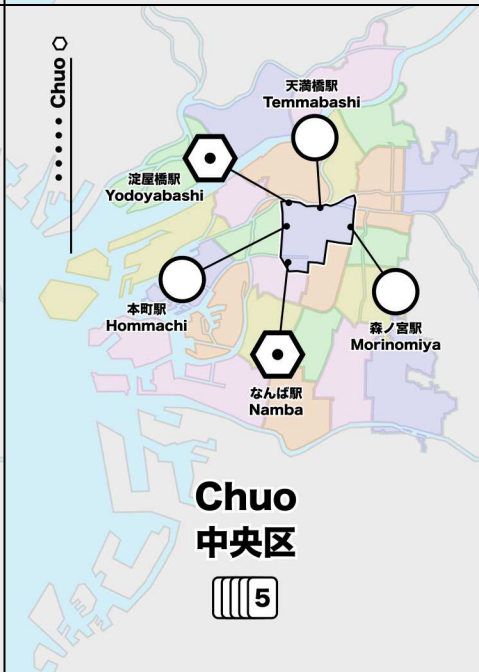 ••••• Chuo
天満橋駅
Temmabashi
淀屋橋駅
Yodoyabashi
本町駅
Hommachi
森ノ宮駅
Morinomiya
なんば駅
Namba
Chuo
中央区
5